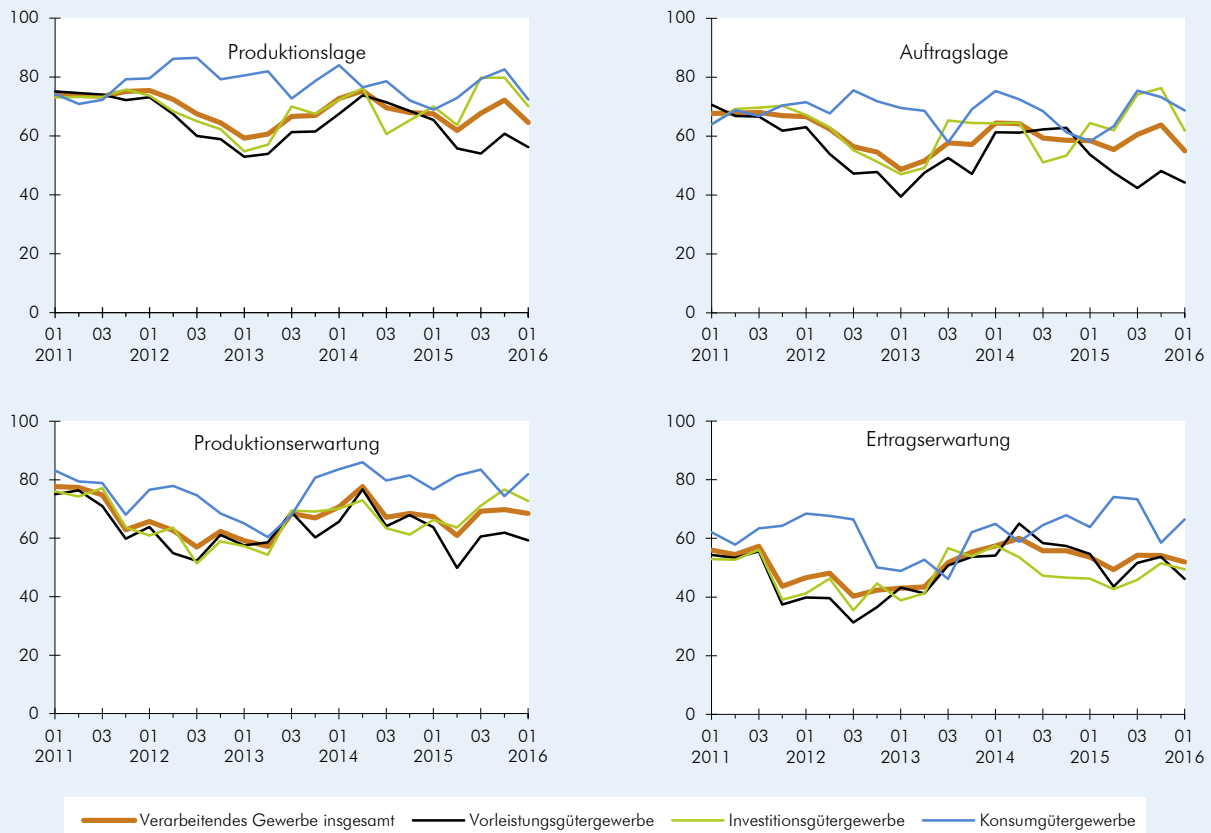 Produktionslage
100
80
60
40
20
0
01 03 01 03 01 03 01 03 01 03 01
2011 2012 2013 2014 2015 2016
Auftragslage
100
80
60
40
20
0
01 03 01 03 01 03 01 03 01 03 01
2011 2012 2013 2014 2015 2016
Produktionserwartung
100
80
60
40
20
0
01 03 01 03 01 03 01 03 01 03 01
2011 2012 2013 2014 2015 2016
Ertragserwartung
100
80
60
40
20
0
01 03 01 03 01 03 01 03 01 03 01
2011 2012 2013 2014 2015 2016
Verarbeitendes Gewerbe insgesamt Vorleistungsgütergewerbe Investitionsgütergewerbe Konsumgütergewerbe